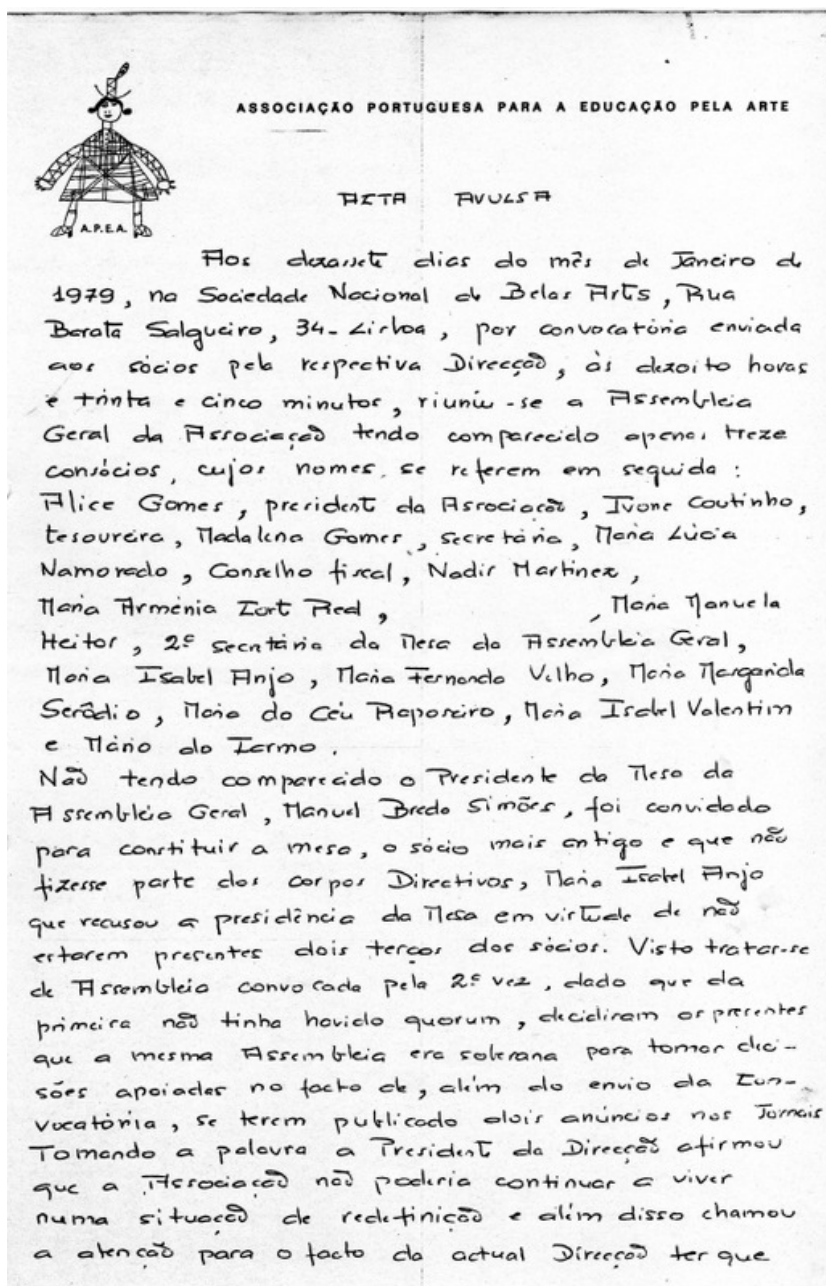 ASSOCIAÇÃO PORTUGUESA PARA A EDUCAÇÃO PELA ARTE
A.P.E.A.
ACTA AVULSA
Aos dezassete dias do mês de Janeiro de
1979, na Sociedade Nacional de Belas Arts, Rua
Barata Salgueiro, 34-Lisboa, por convocatória enviada
aos sócios pela respectiva Direcção, às dezoito horas
e trinta e cinco minutos, riuniu-se a Assembleia
Geral da Associação tendo comparecido apenas treze
consócios, cujos nomes se referem em seguida:
Alice Gomes, president da Associação, Ivone Coutinho,
tesoureira, Madalena Gomes, secretária, Maria Lúcia
Namorado, Conselho fiscal, Nadir Martinez,
Maria Arménia Cort Real, , Maria Manuela
Heitor, 2ª secretária da Mesa da Assembleia Geral,
Maria Isabel Anjo, Maria Fernanda Velho, Maria Margarida
Serôdio, Maria do Céu Raposeiro, Maria Isabel Valentim
e Mário do Carmo.
Não tendo comparecido o Presidente da Mesa da
Assembleia Geral, Manuel Breda Simões, foi convidado
para constituir a mesa, o sócio mais antigo e que não
fizesse parte dos corpos Directivos, Maria Isabel Anjo
que recusou a presidência da Mesa em virtude de não
estarem presentes dois terços dos sócios. Visto tratar-se
de Assembleia convocada pela 2ª vez, dado que da
primeira não tinha havido quorum, decidiram os presentes
que a mesma Assembleia era soberana para tomar deci-
sões apoiadas no facto de, além do envio da Con-
vocatória, se terem publicado dois anúncios nos Jornais
Tomando a palavra a President da Direcção afirmou
que a Associação não poderia continuar a viver
numa situação de redefinição e além disso chamou
a atenção para o facto da actual Direcção ter que